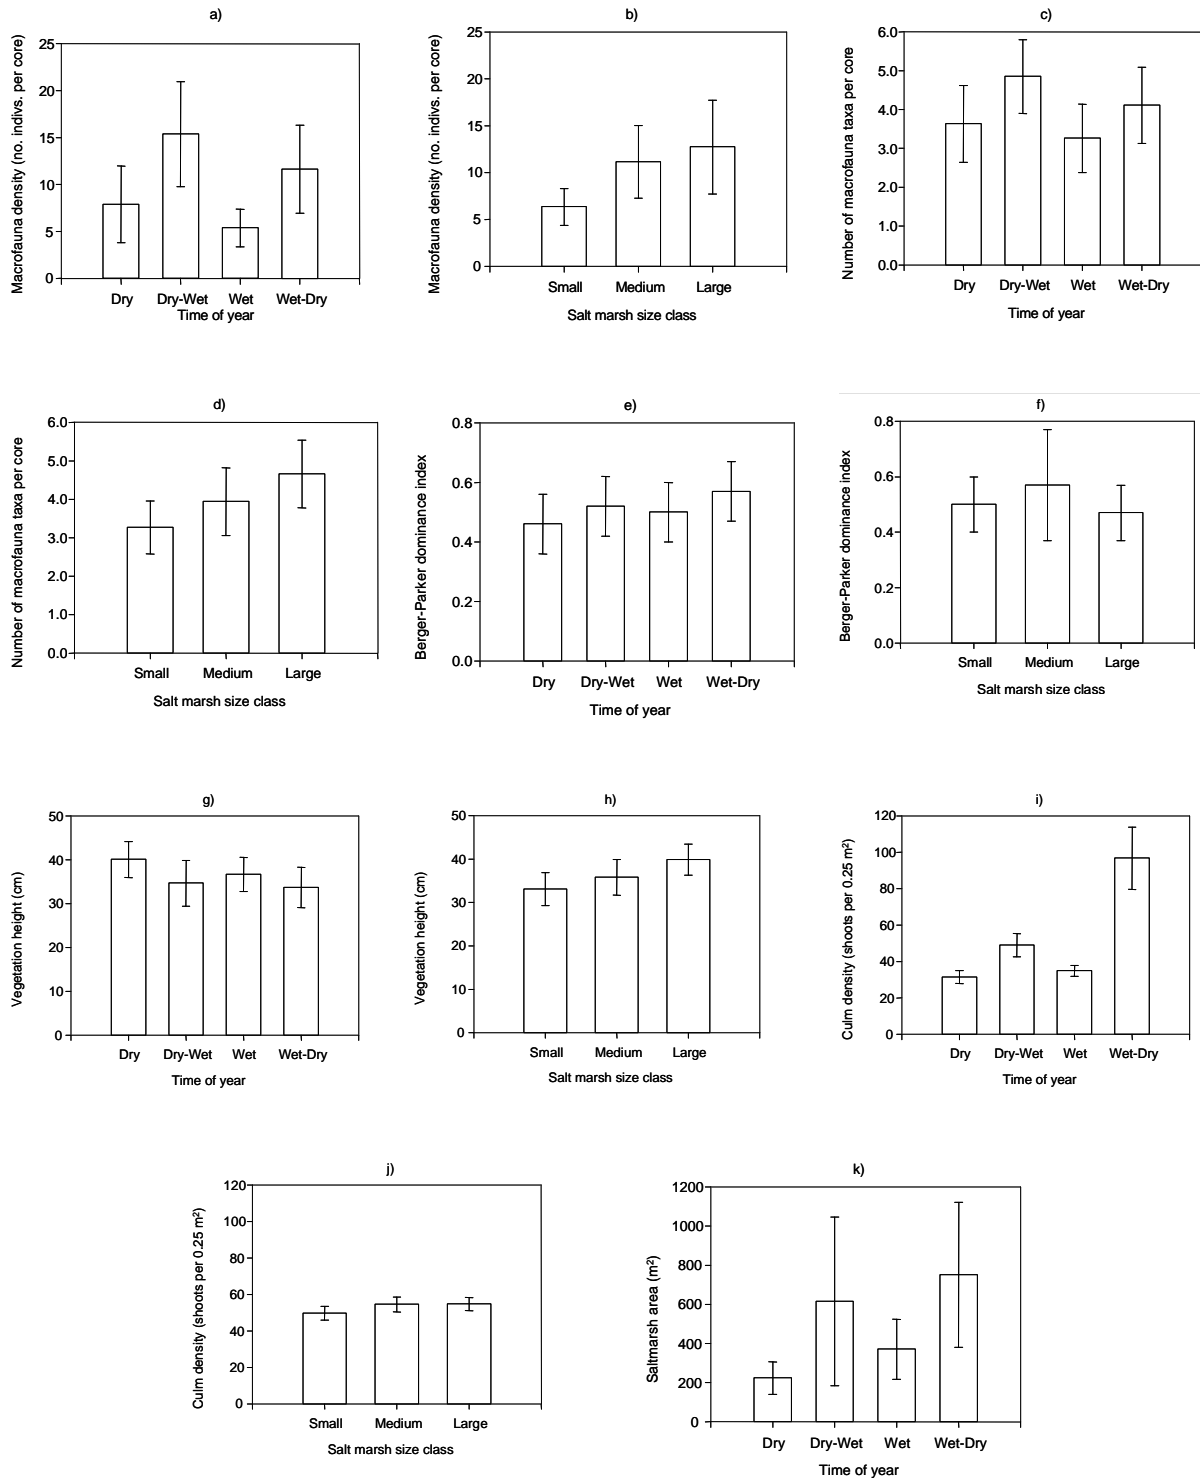 a)
Macrofauna density (no. indivs. per core)
25
20
15
10
5
0
Dry Dry-Wet Wet Wet-Dry
Time of year
b)
Macrofauna density (no. indivs. per core)
25
20
15
10
5
0
Small Medium Large
Salt marsh size class
c)
Number of macrofauna taxa per core
6.0
5.0
4.0
3.0
2.0
1.0
0.0
Dry Dry-Wet Wet Wet-Dry
Time of year
d)
Number of macrofauna taxa per core
6.0
5.0
4.0
3.0
2.0
1.0
0.0
Small Medium Large
Salt marsh size class
e)
Berger-Parker dominance index
0.8
0.6
0.4
0.2
0.0
Dry Dry-Wet Wet Wet-Dry
Time of year
f)
Berger-Parker dominance index
0.8
0.6
0.4
0.2
0.0
Small Medium Large
Salt marsh size class
g)
Vegetation height (cm)
50
40
30
20
10
0
Dry Dry-Wet Wet Wet-Dry
Time of year
h)
Vegetation height (cm)
50
40
30
20
10
0
Small Medium Large
Salt marsh size class
i)
Culm density (shoots per 0.25 m²)
120
100
80
60
40
20
0
Dry Dry-Wet Wet Wet-Dry
Time of year
j)
Culm density (shoots per 0.25 m²)
120
100
80
60
40
20
0
Small Medium Large
Salt marsh size class
k)
Saltmarsh area (m²)
1200
1000
800
600
400
200
0
Dry Dry-Wet Wet Wet-Dry
Time of year